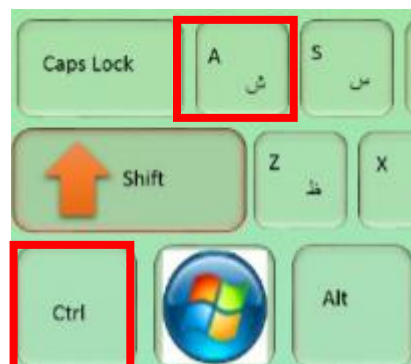 Caps Lock A ش S س
Shift Z ظ X
Ctrl Alt